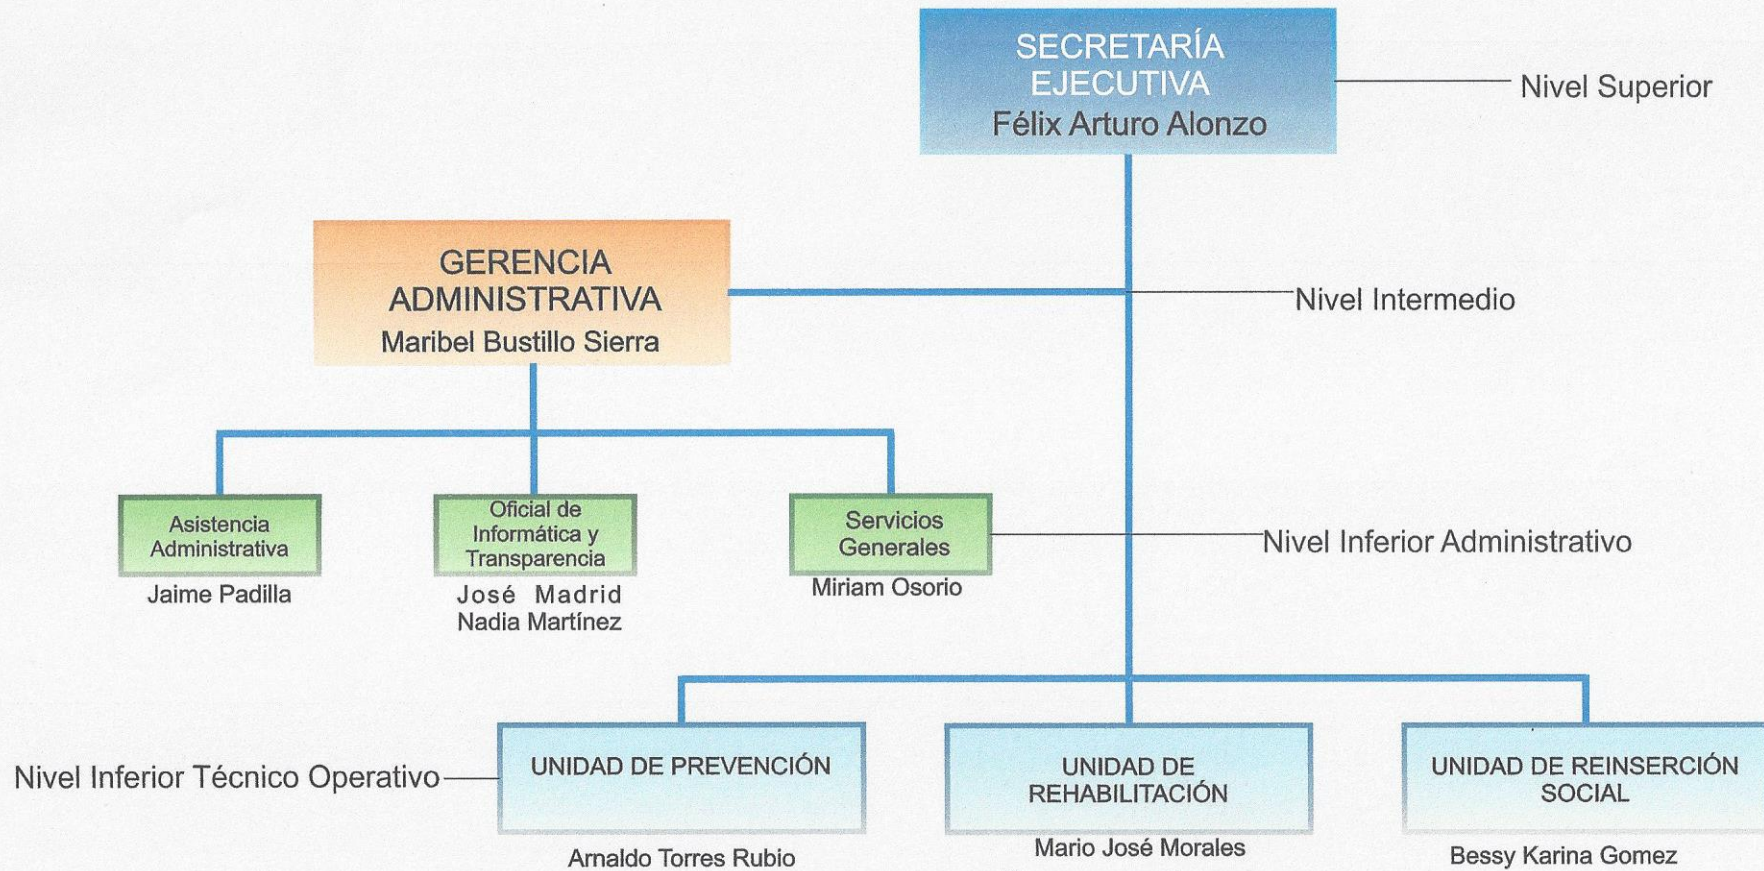 SECRETARÍA
EJECUTIVA
Félix Arturo Alonzo
Nivel Superior
GERENCIA
ADMINISTRATIVA
Maribel Bustillo Sierra
Nivel Intermedio
Asistencia
Administrativa
Jaime Padilla
Oficial de
Informática y
Transparencia
José Madrid
Nadia Martínez
Servicios
Generales
Miriam Osorio
Nivel Inferior Administrativo
Nivel Inferior Técnico Operativo
UNIDAD DE PREVENCIÓN
Arnaldo Torres Rubio
UNIDAD DE
REHABILITACIÓN
Mario José Morales
UNIDAD DE REINSERCIÓN
SOCIAL
Bessy Karina Gomez